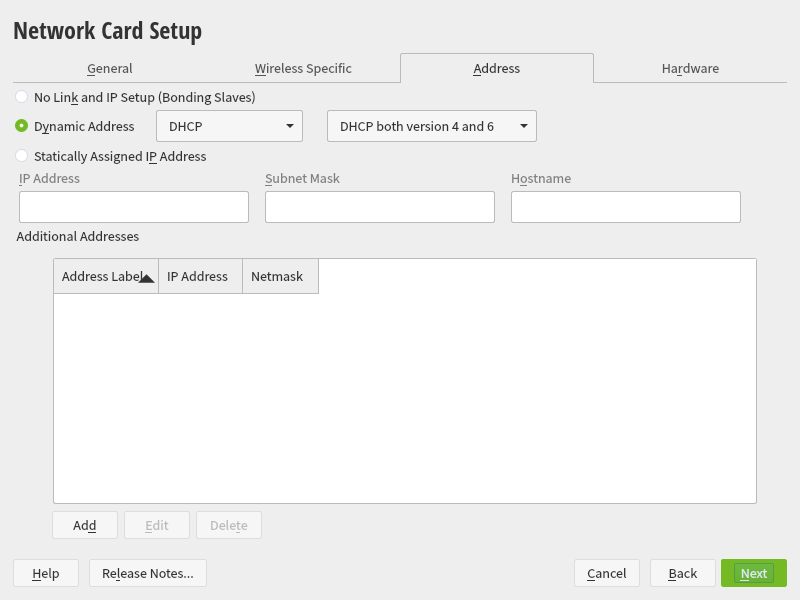 Network Card Setup
General
Wireless Specific
Address
Hardware
No Link and IP Setup (Bonding Slaves)
Dynamic Address
DHCP
DHCP both version 4 and 6
Statically Assigned IP Address
IP Address
Subnet Mask
Hostname
Additional Addresses
Address Label
IP Address
Netmask
Add
Edit
Delete
Help
Release Notes...
Cancel
Back
Next